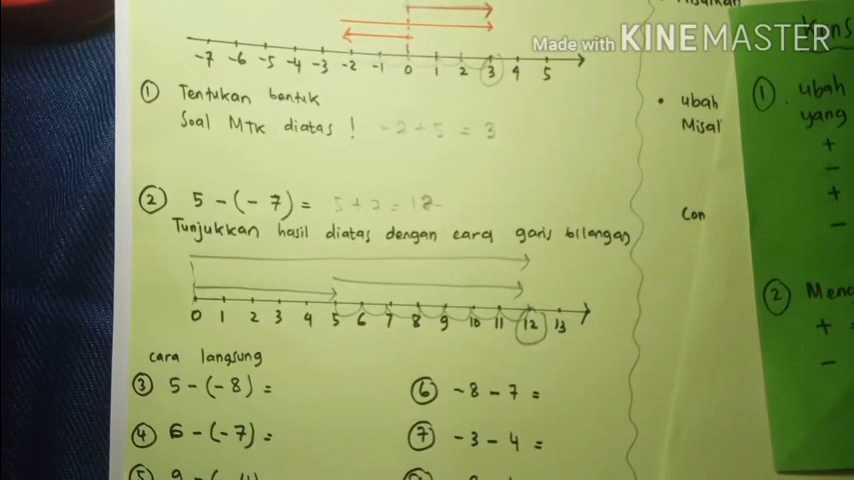 Made with KINEMASTER
-7 -6 -5 -4 -3 -2 -1 0 1 2 3 4 5
① Tentukan bentuk
Soal MTK diatas ! -2 + 5 = 3
② 5 - (- 7) = 5 + 7 = 12
Tunjukkan hasil diatas dengan cara garis bilangan
0 1 2 3 4 5 6 7 8 9 10 11 12 13
cara langsung
③ 5 - (- 8) =
④ 6 - (- 7) =
⑥ - 8 - 7 =
⑦ - 3 - 4 =
• ubah
Misal
Con
① . ubah
yang
+
-
+
-
② Meng
+ =
-